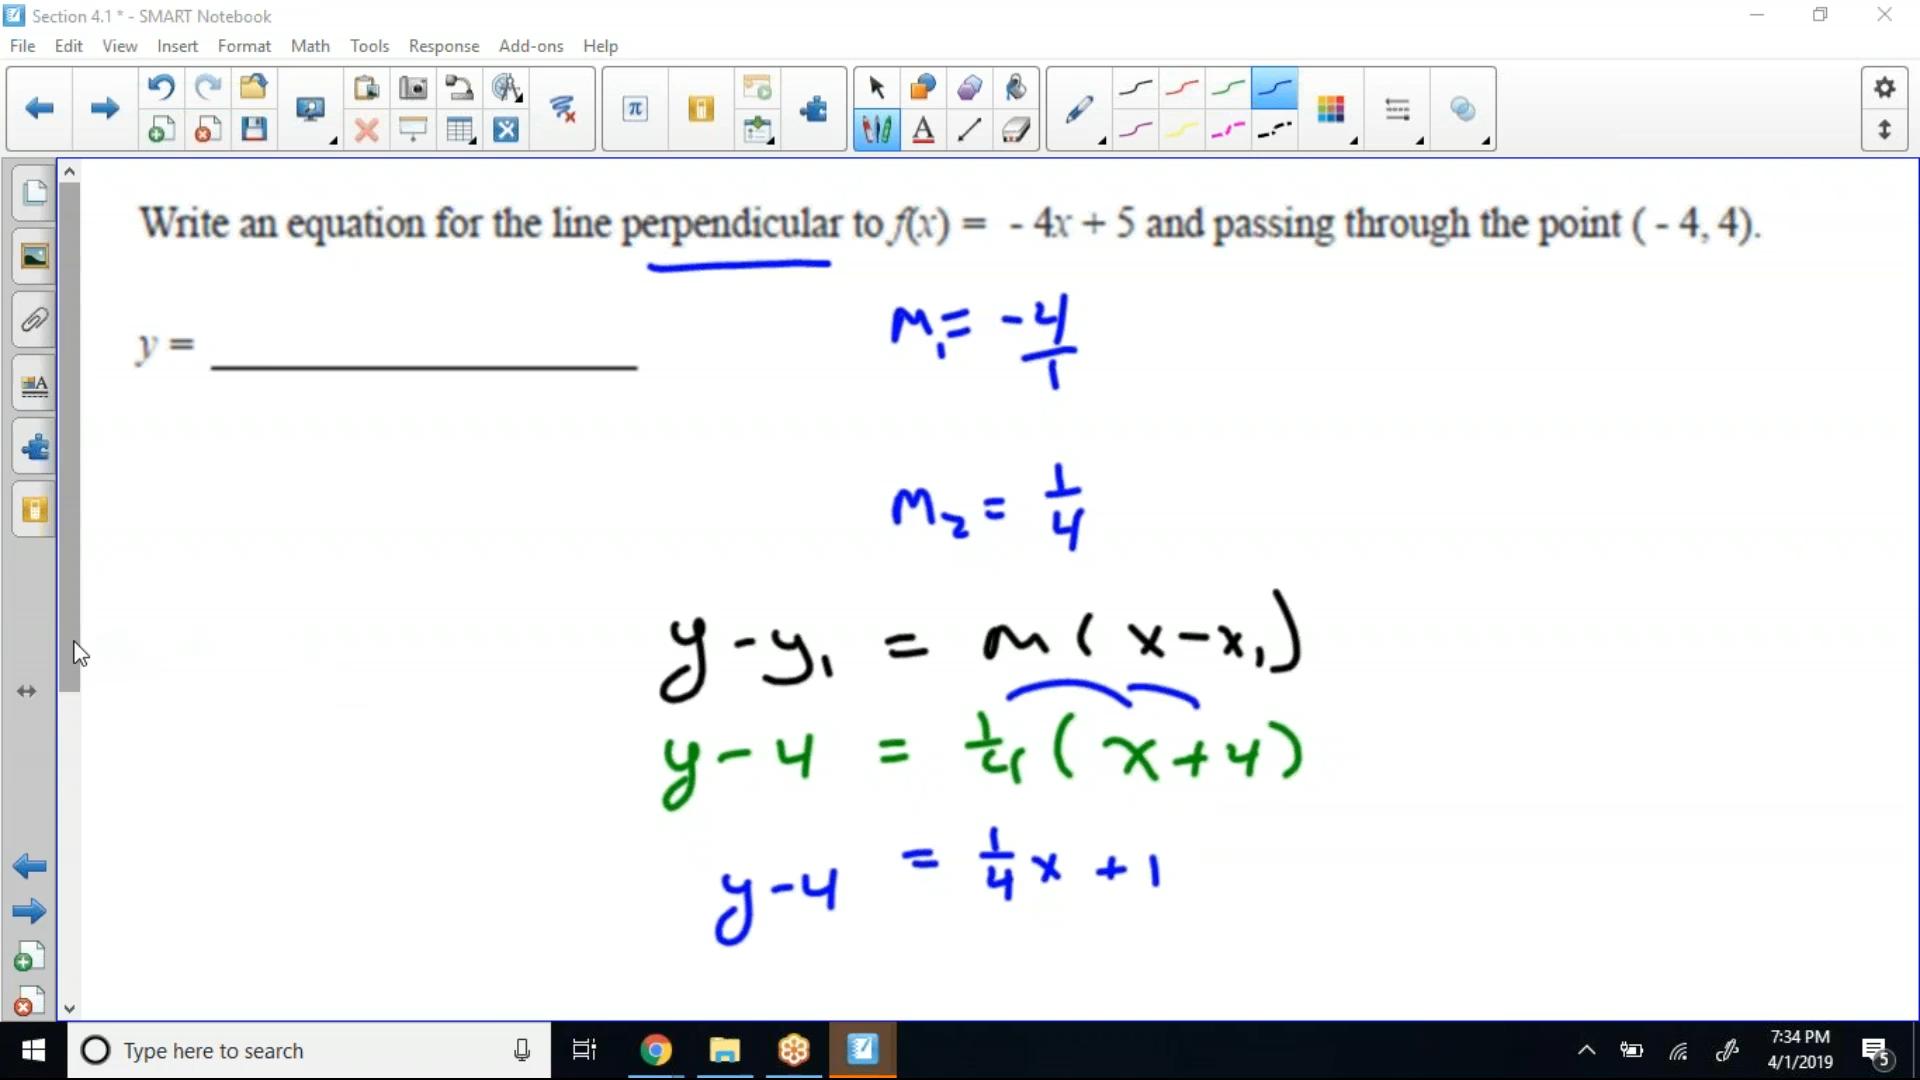 Section 4.1 * - SMART Notebook
File Edit View Insert Format Math Tools Response Add-ons Help
π
A
Write an equation for the line perpendicular to f(x) = - 4x + 5 and passing through the point ( - 4, 4).
y = ____________________
m₁ = -4/1
m₂ = 1/4
y - y₁ = m ( x - x₁)
y - 4 = 1/4 ( x + 4 )
y - 4 = 1/4 x + 1
Type here to search
7:34 PM
4/1/2019
5